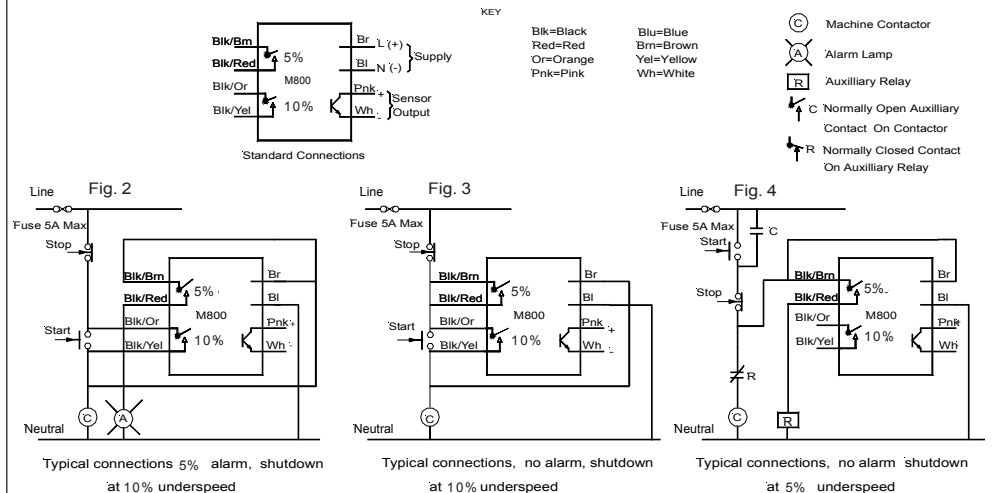 KEY
Blk/Brn
Blk/Red
Blk/Or
Blk/Yel
5%
M800
10%
Br L (+)
Bl N (-)
Supply
Pnk +
Wh -
Sensor
Output
Standard Connections
Blk=Black
Red=Red
Or=Orange
Pnk=Pink
Blu=Blue
Brn=Brown
Yel=Yellow
Wh=White
C Machine Contactor
A Alarm Lamp
R Auxilliary Relay
C Normally Open Auxilliary
Contact On Contactor
R Normally Closed Contact
On Auxilliary Relay
Line Fig. 2
Fuse 5A Max
Stop
Start
Blk/Brn
Blk/Red
Blk/Or
Blk/Yel
5%
M800
10%
Br
Bl
Pnk +
Wh -
C
A
Neutral
Typical connections 5% alarm, shutdown
at 10% underspeed
Line Fig. 3
Fuse 5A Max
Stop
Start
Blk/Brn
Blk/Red
Blk/Or
Blk/Yel
5%
M800
10%
Br
Bl
Pnk +
Wh -
C
Neutral
Typical connections, no alarm, shutdown
at 10% underspeed
Line Fig. 4
Fuse 5A Max
C
Start
Stop
Blk/Brn
Blk/Red
Blk/Or
Blk/Yel
5%
M800
10%
Br
Bl
Pnk +
Wh -
R
C
R
Neutral
Typical connections, no alarm shutdown
at 5% underspeed